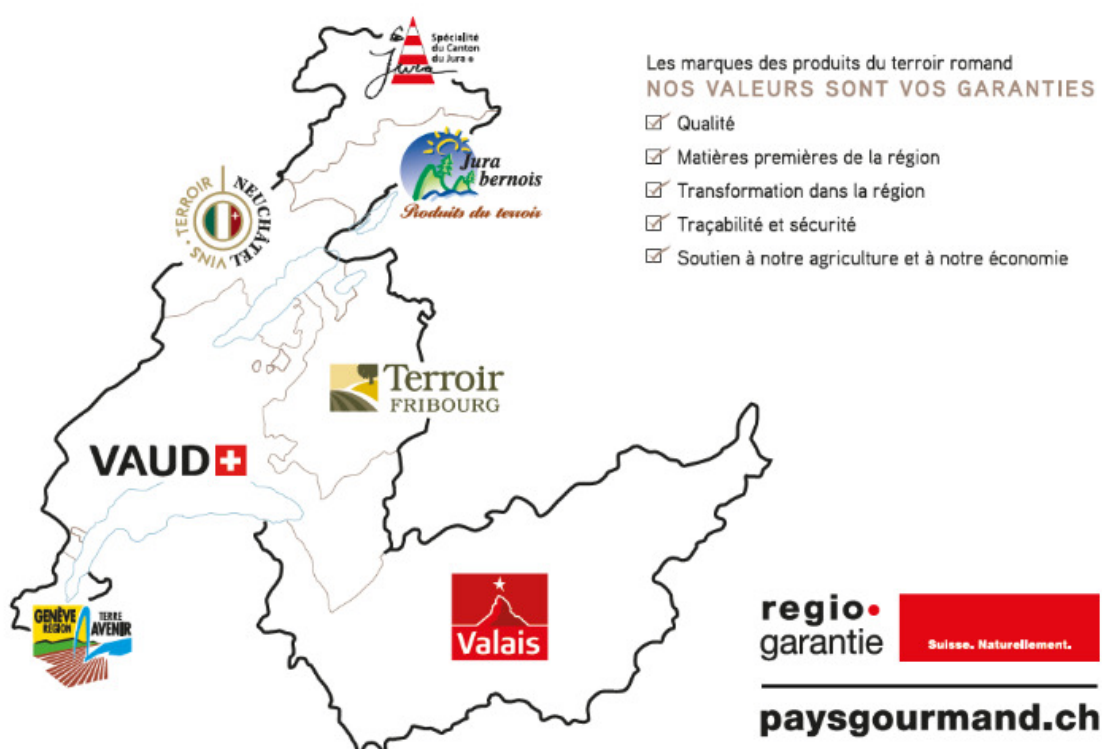 Spécialité
du Canton
du Jura
Jura
Les marques des produits du terroir romand
NOS VALEURS SONT VOS GARANTIES
Qualité
Matières premières de la région
Transformation dans la région
Traçabilité et sécurité
Soutien à notre agriculture et à notre économie
Jura
bernois
Produits du terroir
VINS • TERROIR
NEUCHÂTEL
Terroir
FRIBOURG
VAUD
GENÈVE
RÉGION
TERRE
AVENIR
Valais
regio•
garantie
Suisse. Naturellement.
paysgourmand.ch